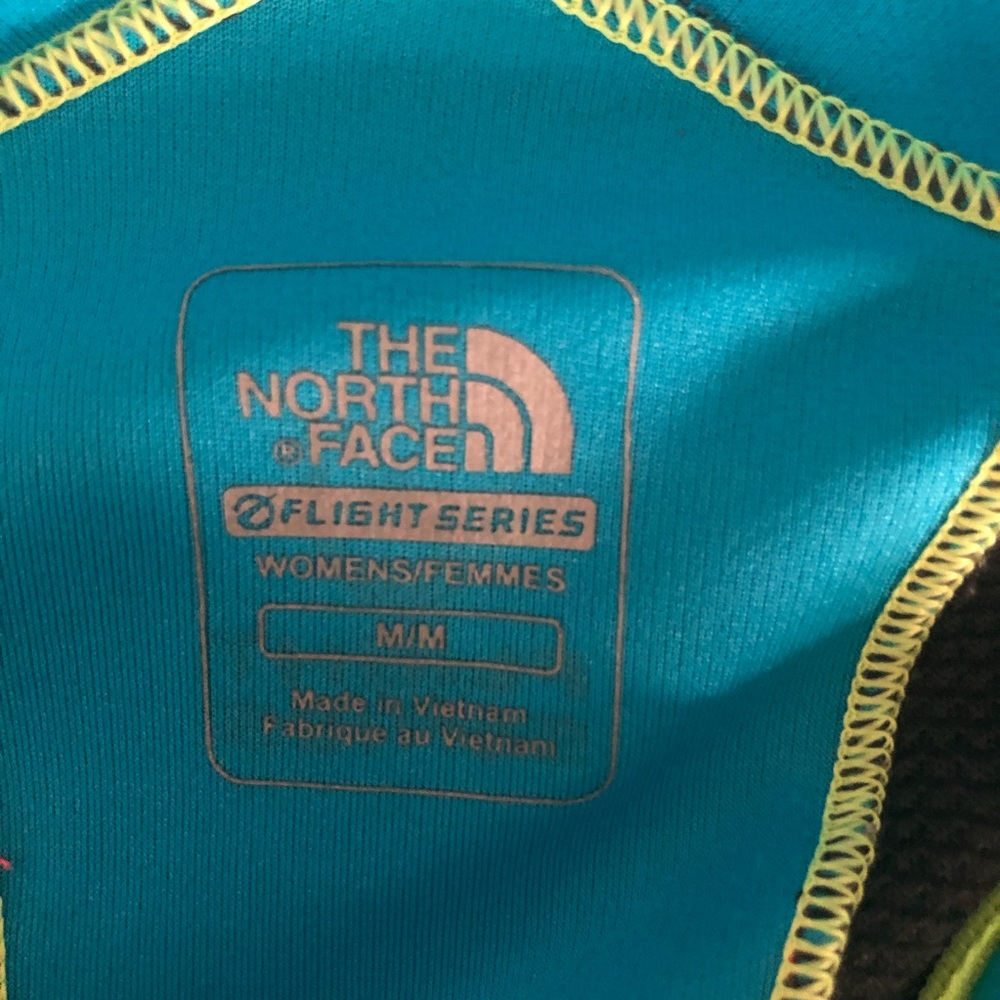 THE
NORTH
® FACE
FLIGHT SERIES
WOMENS/FEMMES
M/M
Made in Vietnam
Fabrique au Vietnam